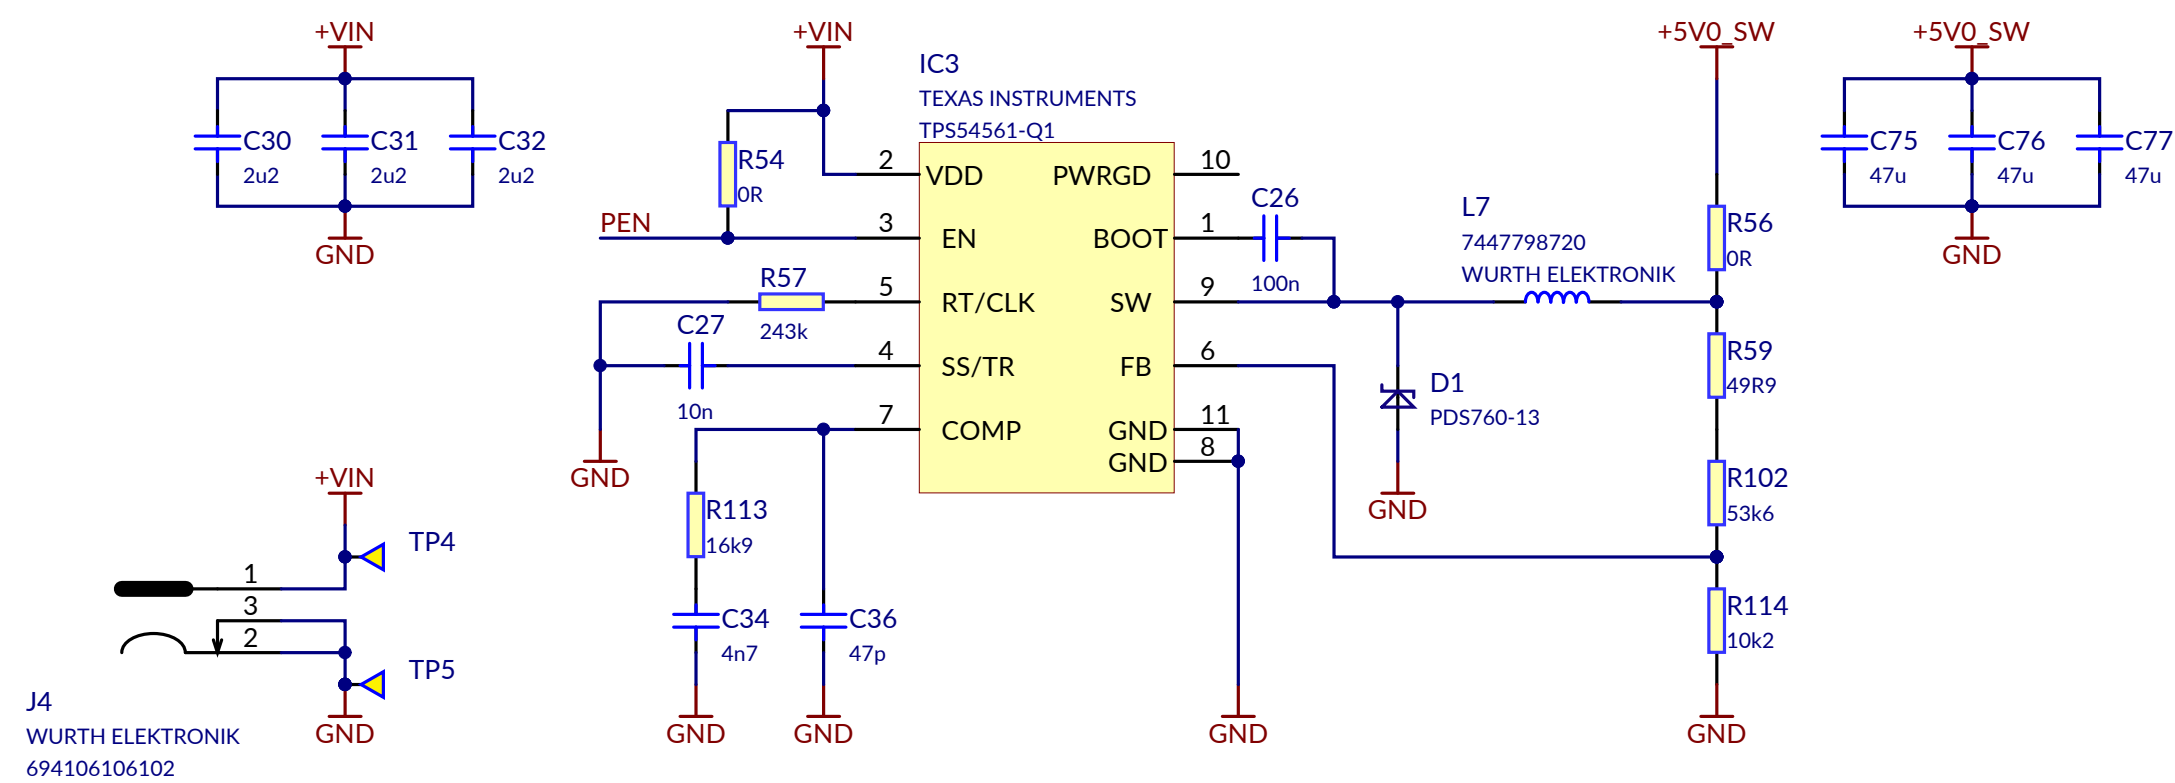 +VIN
C30
2u2
C31
2u2
C32
2u2
GND
+VIN
R54
0R
PEN
IC3
TEXAS INSTRUMENTS
TPS54561-Q1
2 VDD
3 EN
5 RT/CLK
4 SS/TR
7 COMP
PWRGD 10
BOOT 1
SW 9
FB 6
GND 11
GND 8
R57
243k
C27
10n
GND
R113
16k9
C34
4n7
GND
C36
47p
GND
C26
100n
GND
D1
PDS760-13
GND
L7
7447798720
WURTH ELEKTRONIK
+5V0_SW
R56
0R
R59
49R9
R102
53k6
R114
10k2
GND
+5V0_SW
C75
47u
C76
47u
C77
47u
GND
+VIN
TP4
1
3
2
TP5
GND
J4
WURTH ELEKTRONIK
694106106102